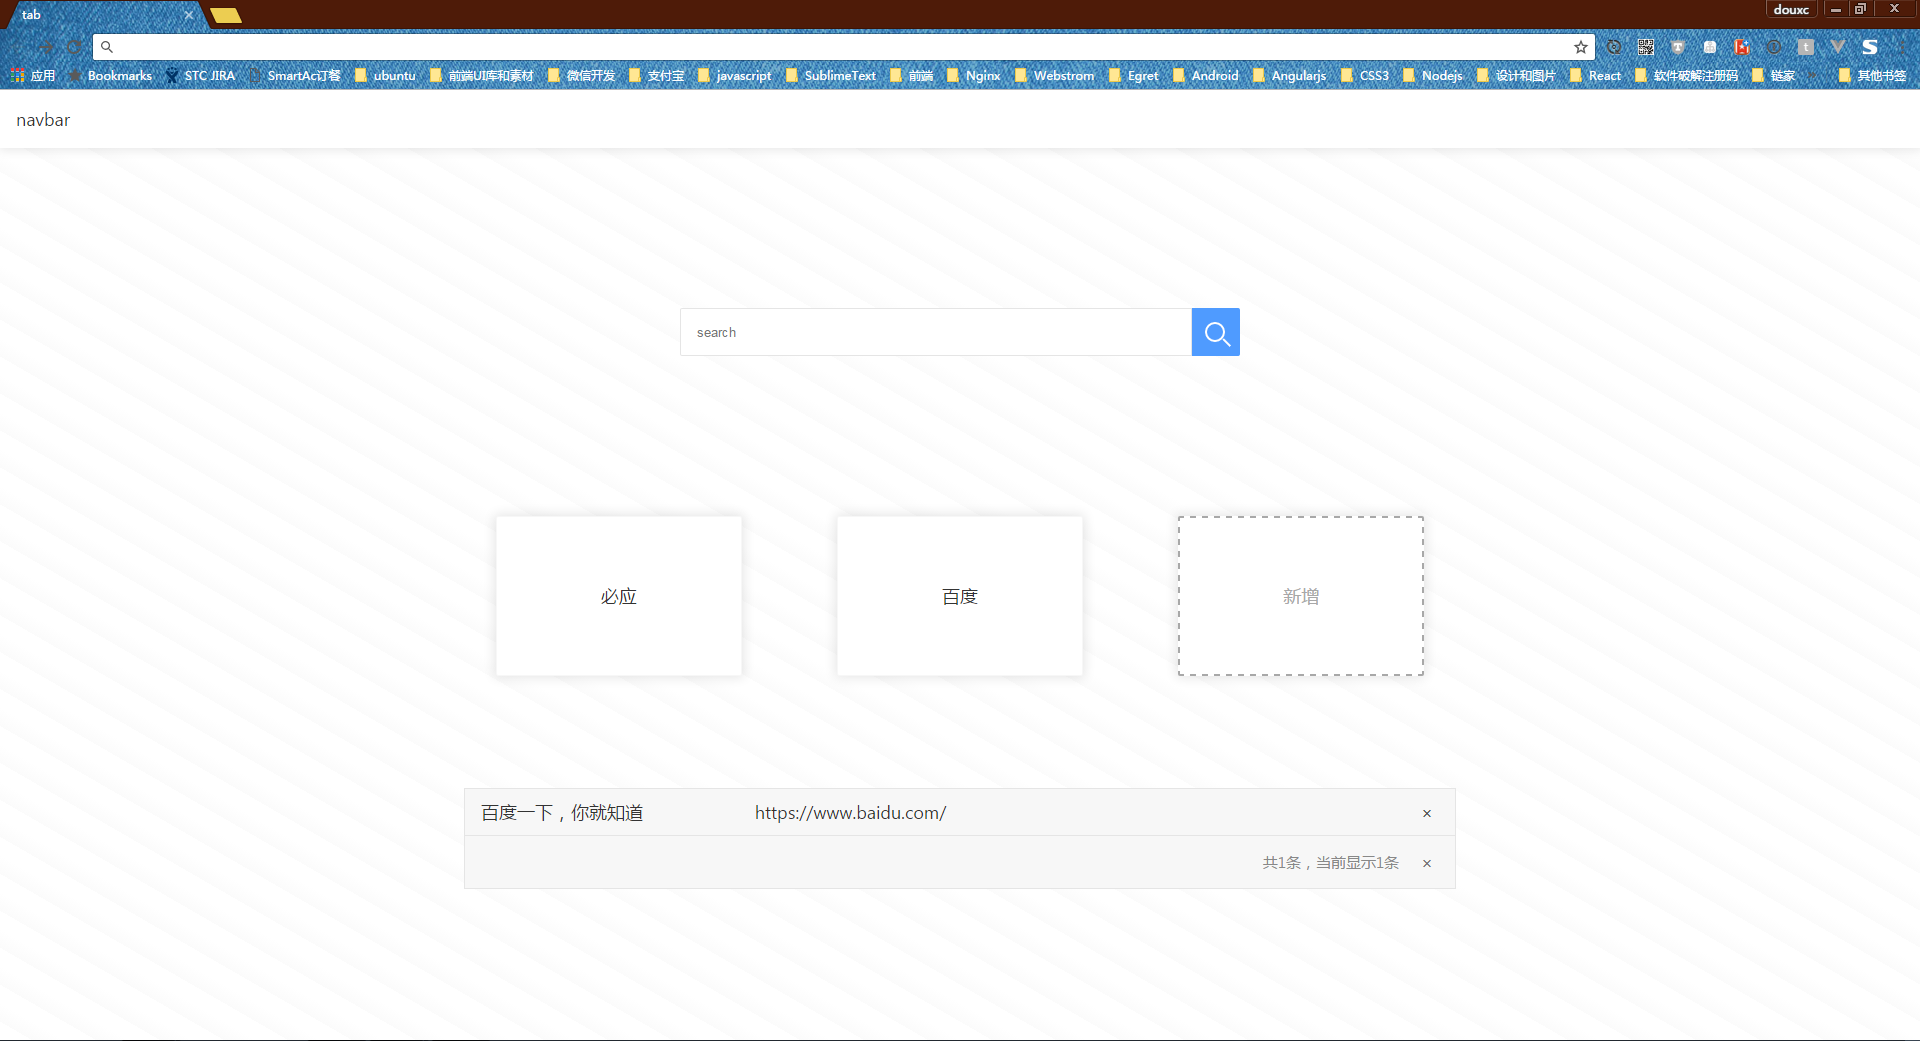 tab
douxc
应用 Bookmarks STC JIRA SmartAc订餐 ubuntu 前端UI库和素材 微信开发 支付宝 javascript SublimeText 前端 Nginx Webstrom Egret Android Angularjs CSS3 Nodejs 设计和图片 React 软件破解注册码 链家 其他书签
navbar
search
必应 百度 新增
百度一下，你就知道 https://www.baidu.com/ ×
共1条，当前显示1条 ×